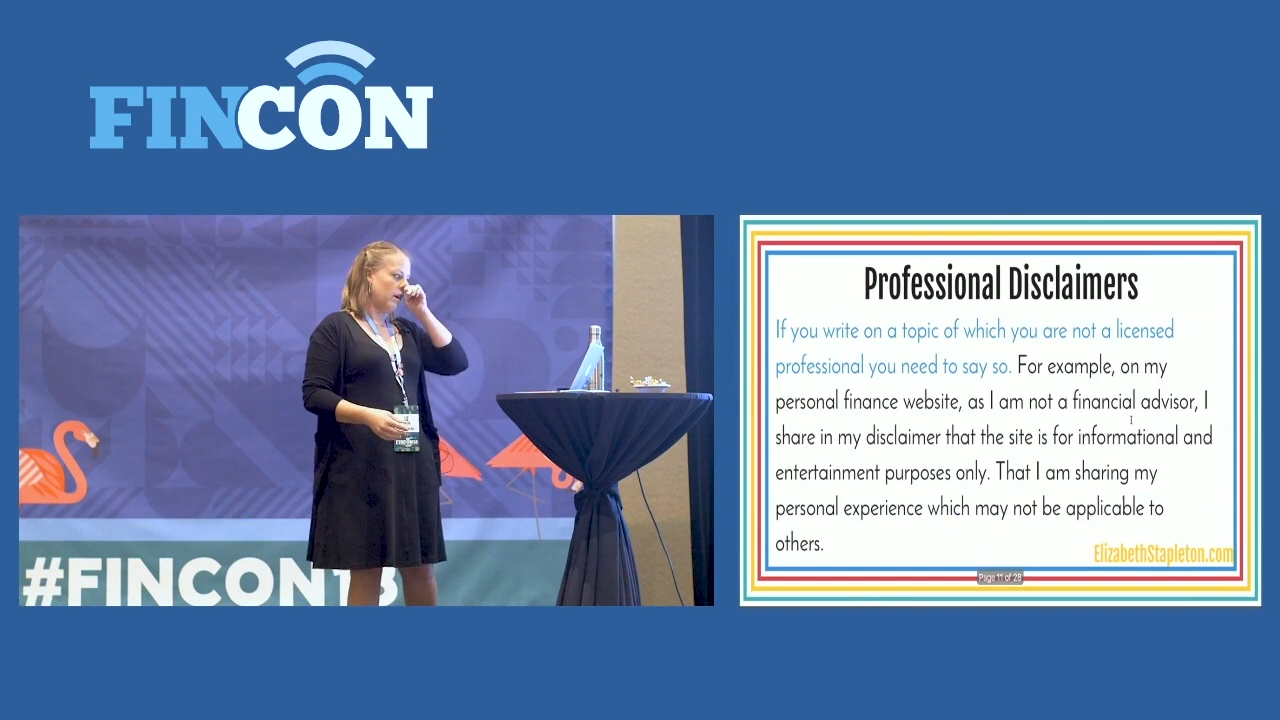 FINCON
#FINCON18
Professional Disclaimers
If you write on a topic of which you are not a licensed
professional you need to say so. For example, on my
personal finance website, as I am not a financial advisor, I
share in my disclaimer that the site is for informational and
entertainment purposes only. That I am sharing my
personal experience which may not be applicable to
others.
ElizabethStapleton.com
Page 11 of 28